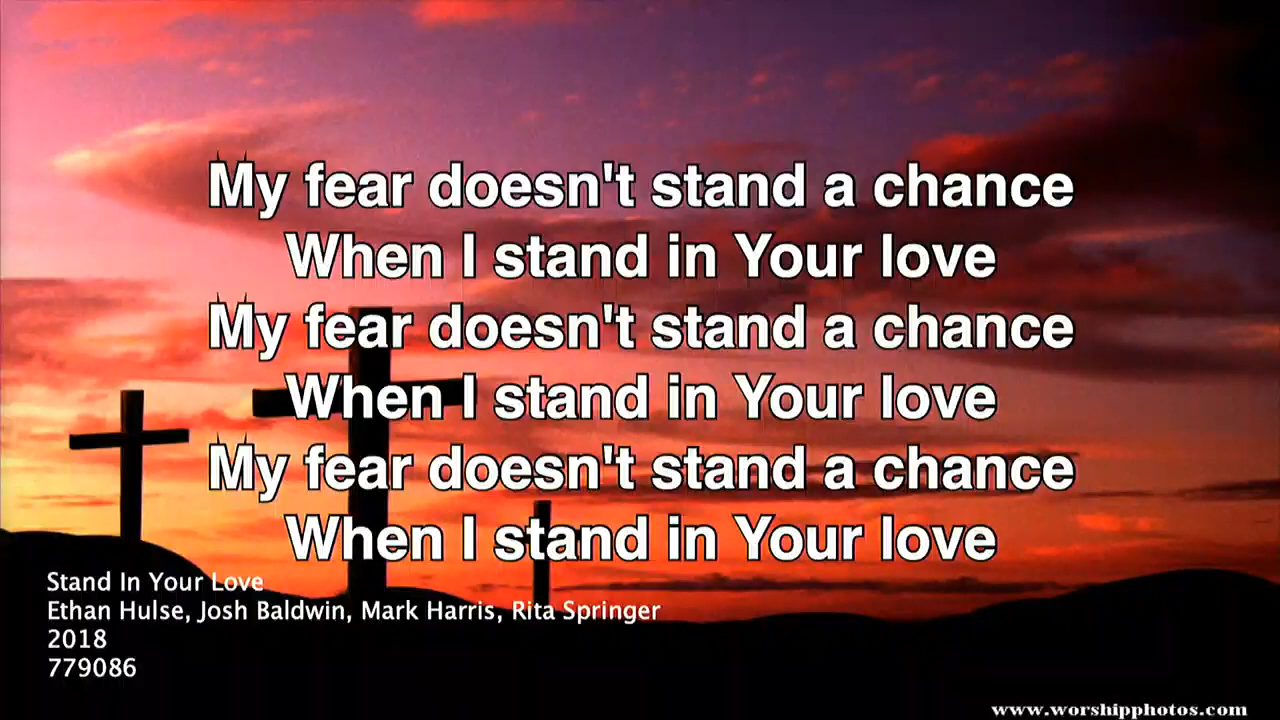 My fear doesn't stand a chance
When I stand in Your love
My fear doesn't stand a chance
When I stand in Your love
My fear doesn't stand a chance
When I stand in Your love
Stand In Your Love
Ethan Hulse, Josh Baldwin, Mark Harris, Rita Springer
2018
779086
www.worshipphotos.com